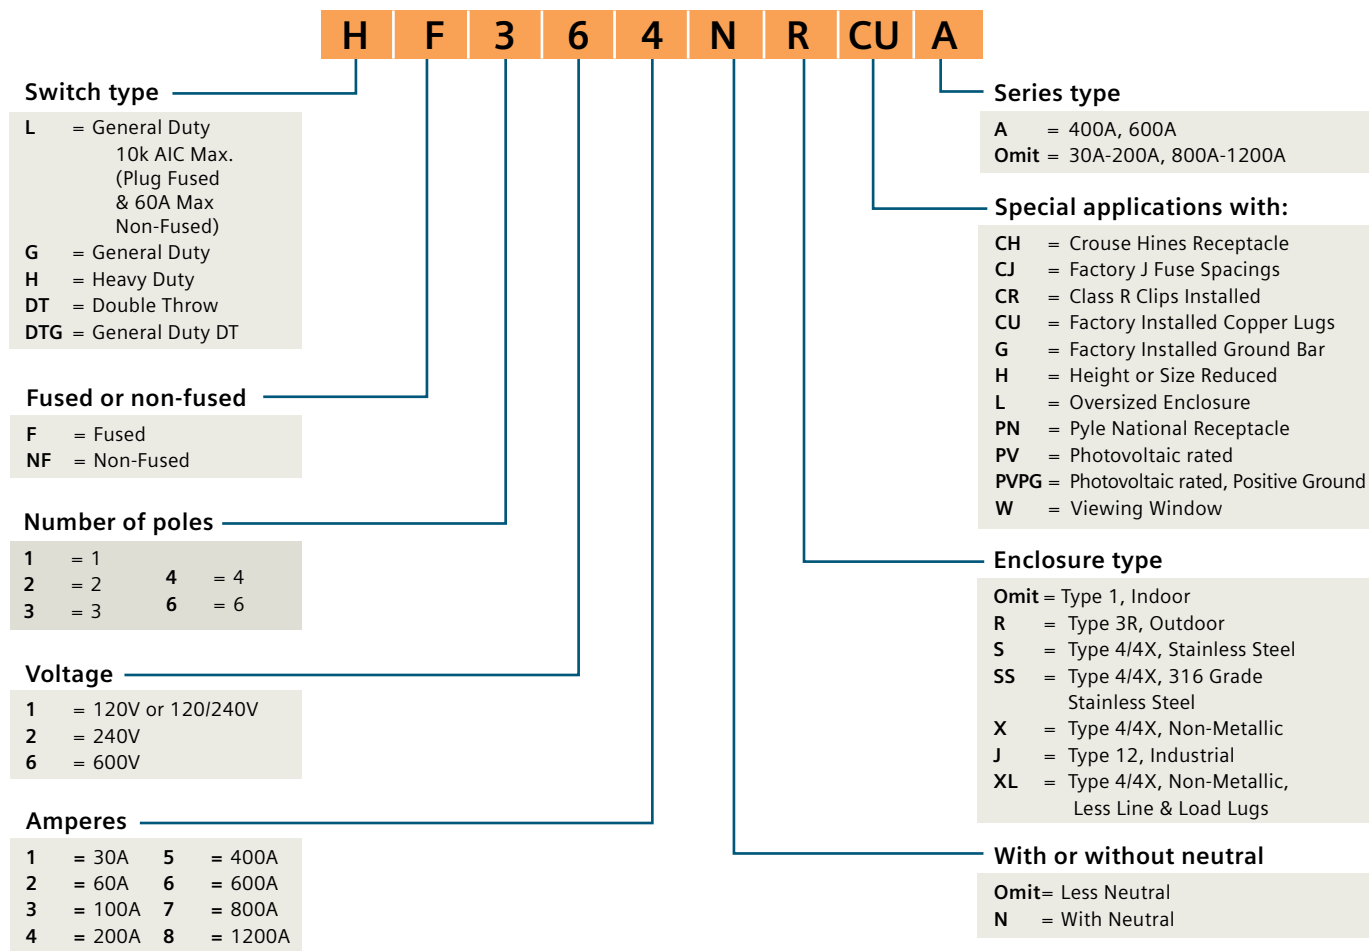 H F 3 6 4 N R CU A
Switch type
L = General Duty
10k AIC Max.
(Plug Fused
& 60A Max
Non-Fused)
G = General Duty
H = Heavy Duty
DT = Double Throw
DTG = General Duty DT
Fused or non-fused
F = Fused
NF = Non-Fused
Number of poles
1 = 1
2 = 2
3 = 3
4 = 4
6 = 6
Voltage
1 = 120V or 120/240V
2 = 240V
6 = 600V
Amperes
1 = 30A 5 = 400A
2 = 60A 6 = 600A
3 = 100A 7 = 800A
4 = 200A 8 = 1200A
Series type
A = 400A, 600A
Omit = 30A-200A, 800A-1200A
Special applications with:
CH = Crouse Hines Receptacle
CJ = Factory J Fuse Spacings
CR = Class R Clips Installed
CU = Factory Installed Copper Lugs
G = Factory Installed Ground Bar
H = Height or Size Reduced
L = Oversized Enclosure
PN = Pyle National Receptacle
PV = Photovoltaic rated
PVPG = Photovoltaic rated, Positive Ground
W = Viewing Window
Enclosure type
Omit = Type 1, Indoor
R = Type 3R, Outdoor
S = Type 4/4X, Stainless Steel
SS = Type 4/4X, 316 Grade
Stainless Steel
X = Type 4/4X, Non-Metallic
J = Type 12, Industrial
XL = Type 4/4X, Non-Metallic,
Less Line & Load Lugs
With or without neutral
Omit= Less Neutral
N = With Neutral